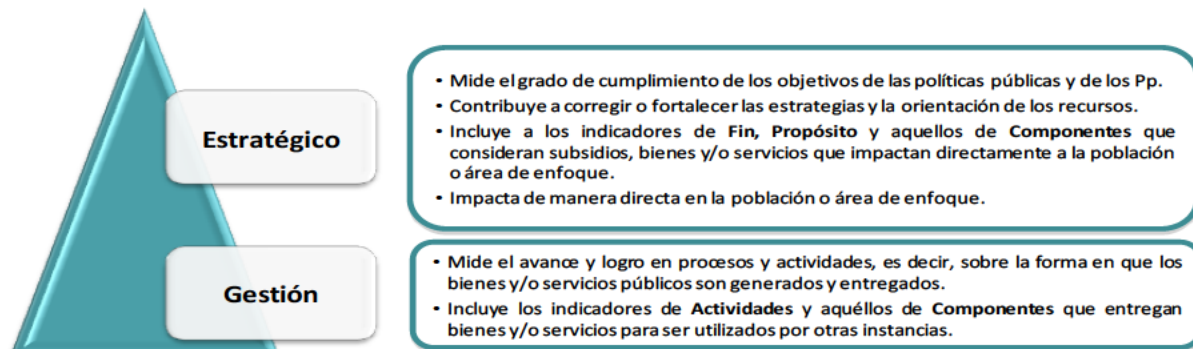 Estratégico
• Mide el grado de cumplimiento de los objetivos de las políticas públicas y de los Pp.
• Contribuye a corregir o fortalecer las estrategias y la orientación de los recursos.
• Incluye a los indicadores de Fin, Propósito y aquellos de Componentes que
consideran subsidios, bienes y/o servicios que impactan directamente a la población
o área de enfoque.
• Impacta de manera directa en la población o área de enfoque.
Gestión
• Mide el avance y logro en procesos y actividades, es decir, sobre la forma en que los
bienes y/o servicios públicos son generados y entregados.
• Incluye los indicadores de Actividades y aquéllos de Componentes que entregan
bienes y/o servicios para ser utilizados por otras instancias.